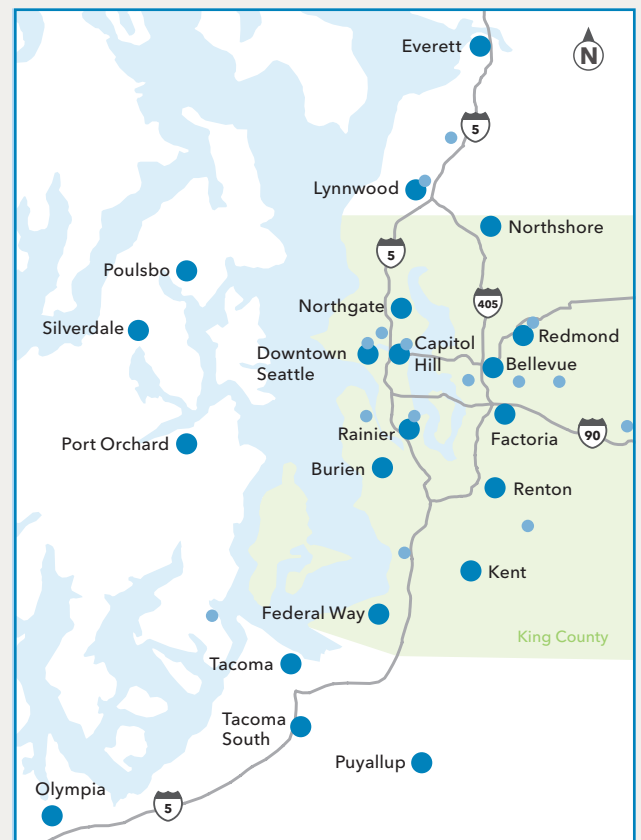 Everett
N
5
Lynnwood
Northshore
5
Poulsbo
405
Northgate
Silverdale
Redmond
Capitol
Hill
Downtown
Seattle
Bellevue
Rainier
Factoria
90
Port Orchard
Burien
Renton
Kent
Federal Way
King County
Tacoma
Tacoma
South
Puyallup
Olympia
5